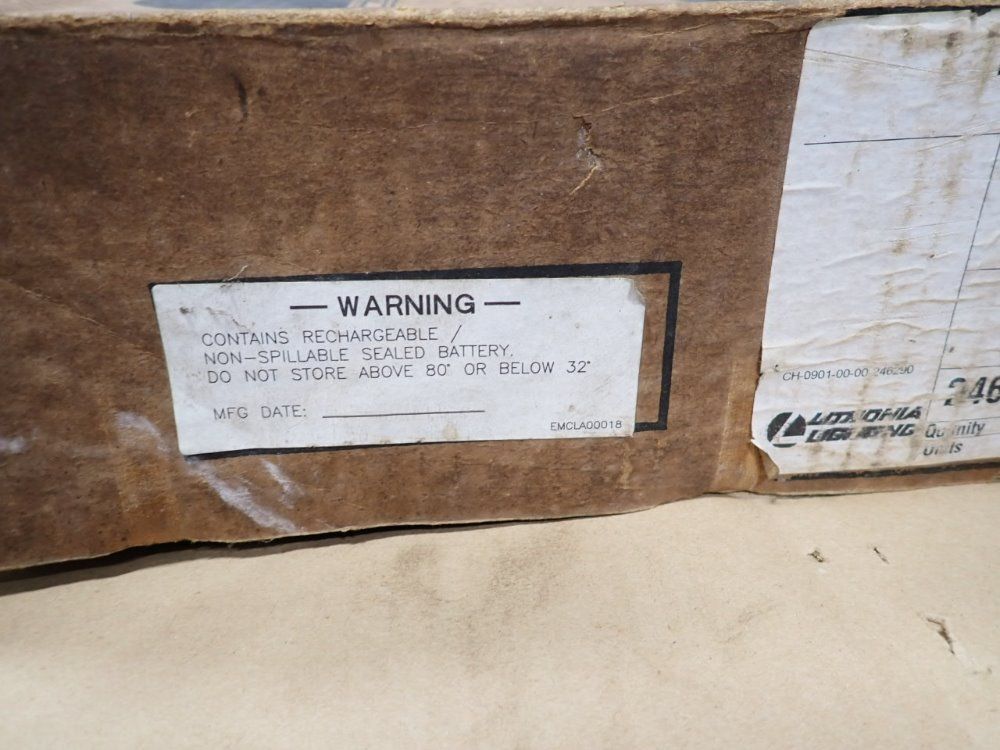 — WARNING —
CONTAINS RECHARGEABLE /
NON-SPILLABLE SEALED BATTERY.
DO NOT STORE ABOVE 80° OR BELOW 32°
MFG DATE:
EMCLA00018
CH-0901-00-00 246290
246
LITHONIA
LIGHTING
Quantity
Units